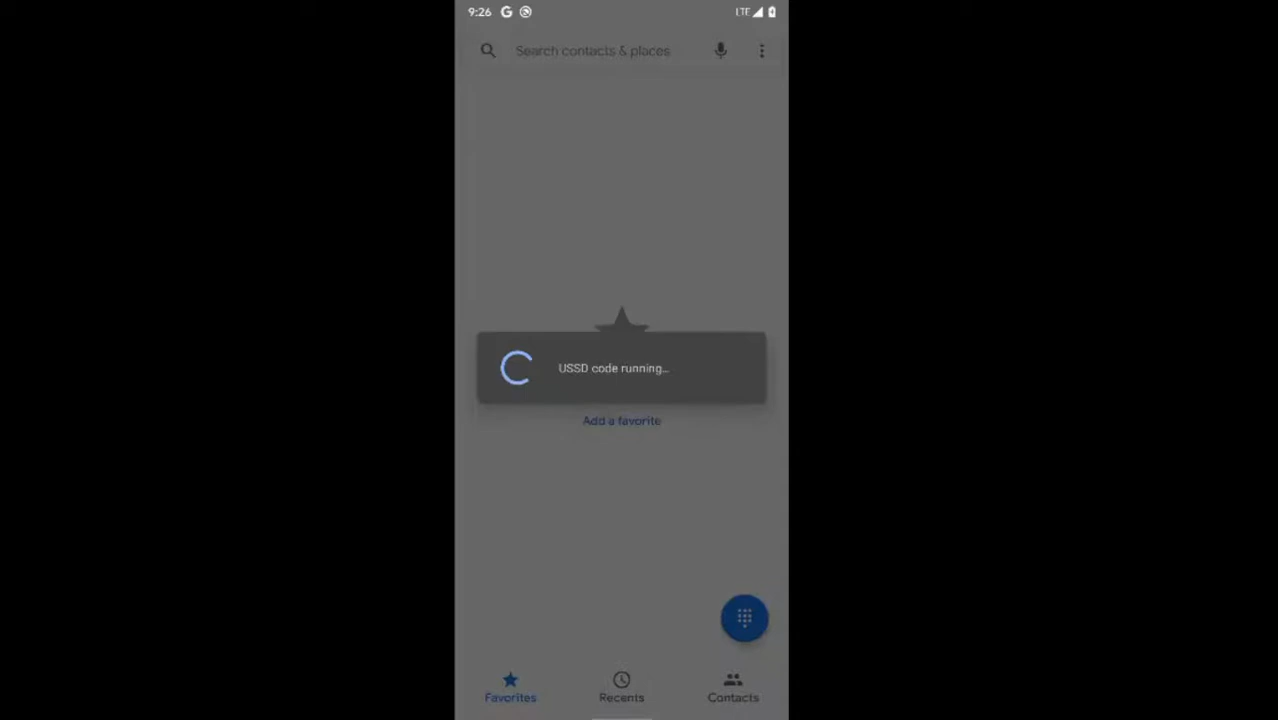 9:26 G LTE
Search contacts & places
USSD code running...
Add a favorite
Favorites Recents Contacts